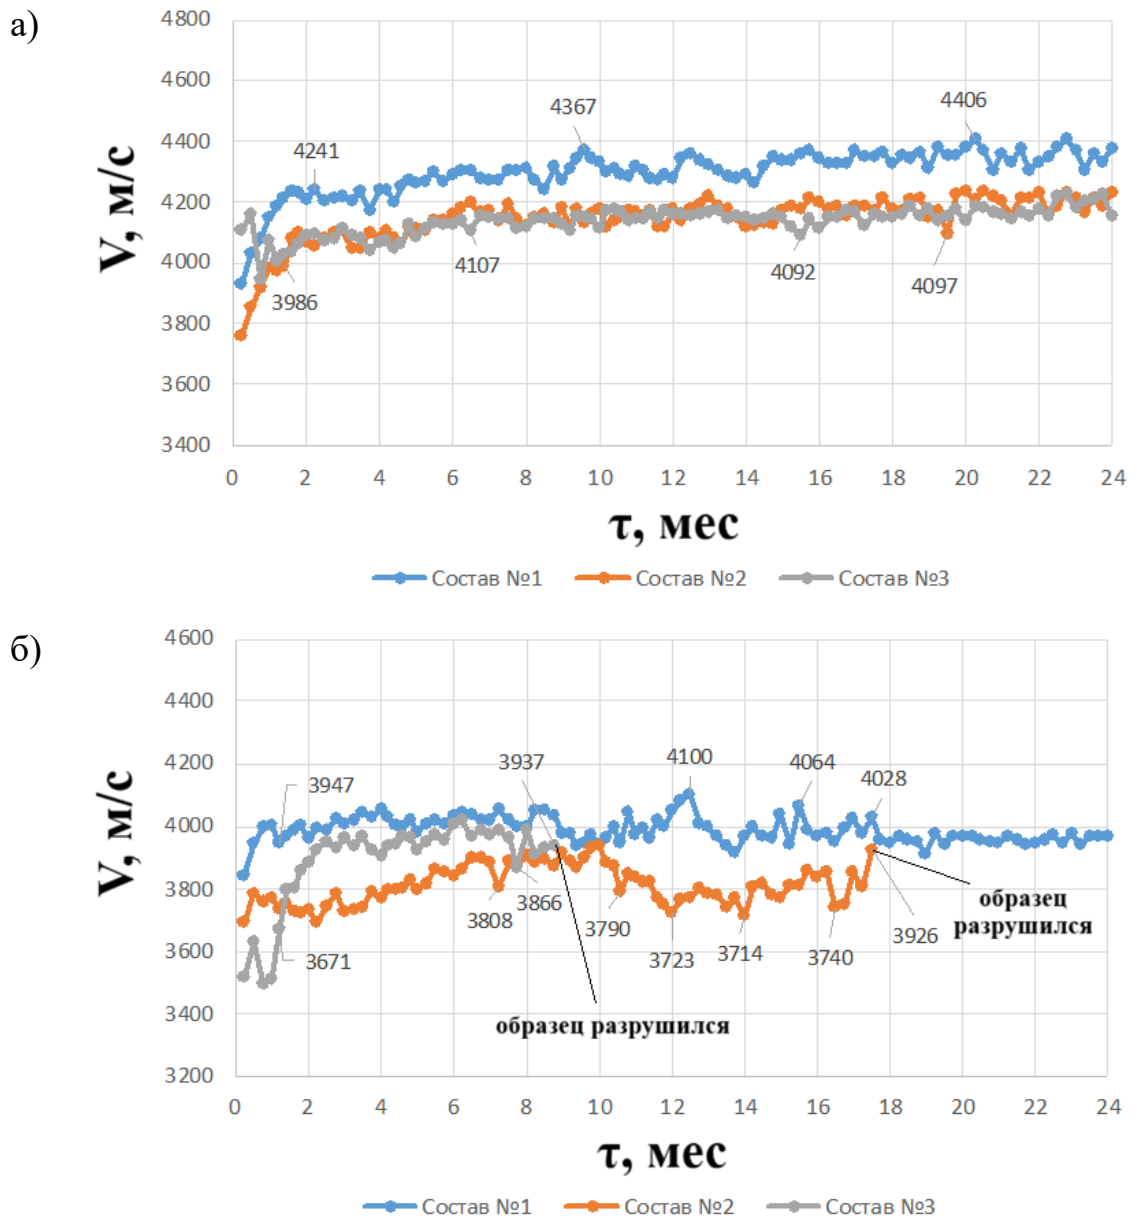 а)
V, м/с
4800
4600
4400
4200
4000
3800
3600
3400
4241
4367
4406
3986
4107
4092
4097
0 2 4 6 8 10 12 14 16 18 20 22 24
τ, мес
Состав №1 Состав №2 Состав №3
б)
V, м/с
4600
4400
4200
4000
3800
3600
3400
3200
3947
3937
4100
4064
4028
3671
3808
3866
3790
3723
3714
3740
3926
образец разрушился
образец
разрушился
0 2 4 6 8 10 12 14 16 18 20 22 24
τ, мес
Состав №1 Состав №2 Состав №3